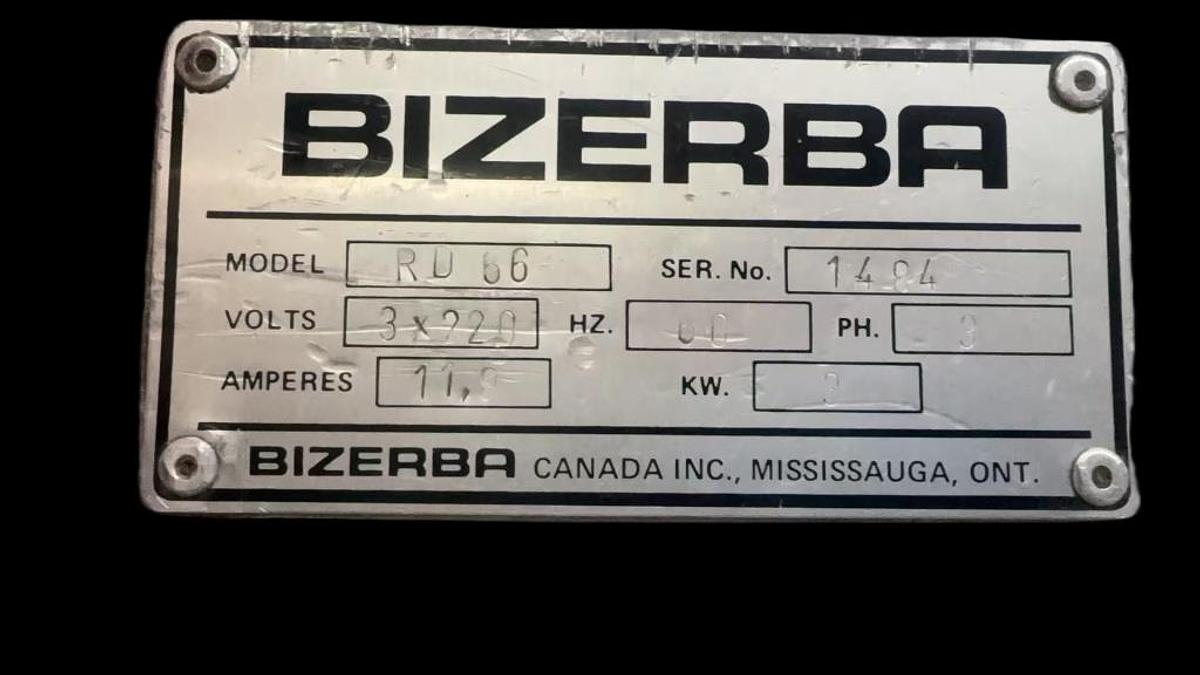 BIZERBA
MODEL RD 66 SER. No. 1494
VOLTS 3x220 HZ. 60 PH. 3
AMPERES KW.
BIZERBA CANADA INC., MISSISSAUGA, ONT.